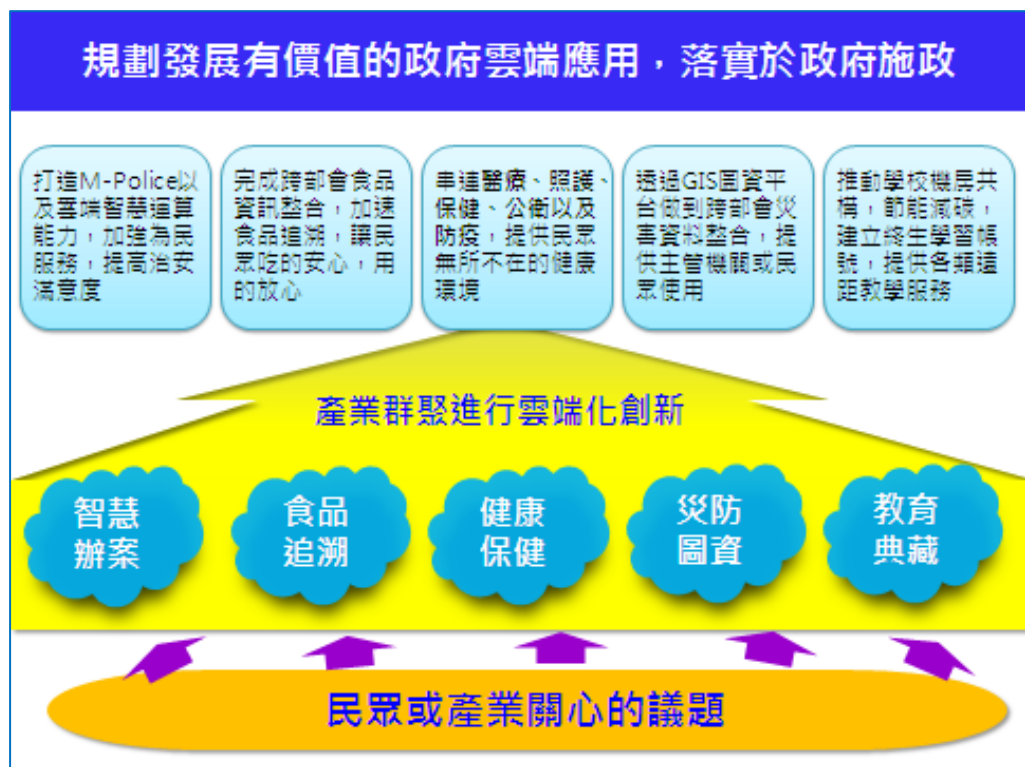 規劃發展有價值的政府雲端應用，落實於政府施政
打造M-Police以
及雲端智慧運算
能力，加強為民
服務，提高治安
滿意度
完成跨部會食品
資訊整合，加速
食品追溯，讓民
眾吃的安心，用
的放心
串連醫療、照護、
保健、公衛以及
防疫，提供民眾
無所不在的健康
環境
透過GIS圖資平
台做到跨部會災
害資料整合，提
供主管機關或民
眾使用
推動學校機房共
構，節能減碳，
建立終生學習帳
號，提供各類遠
距教學服務
產業群聚進行雲端化創新
智慧
辦案
食品
追溯
健康
保健
災防
圖資
教育
典藏
民眾或產業關心的議題